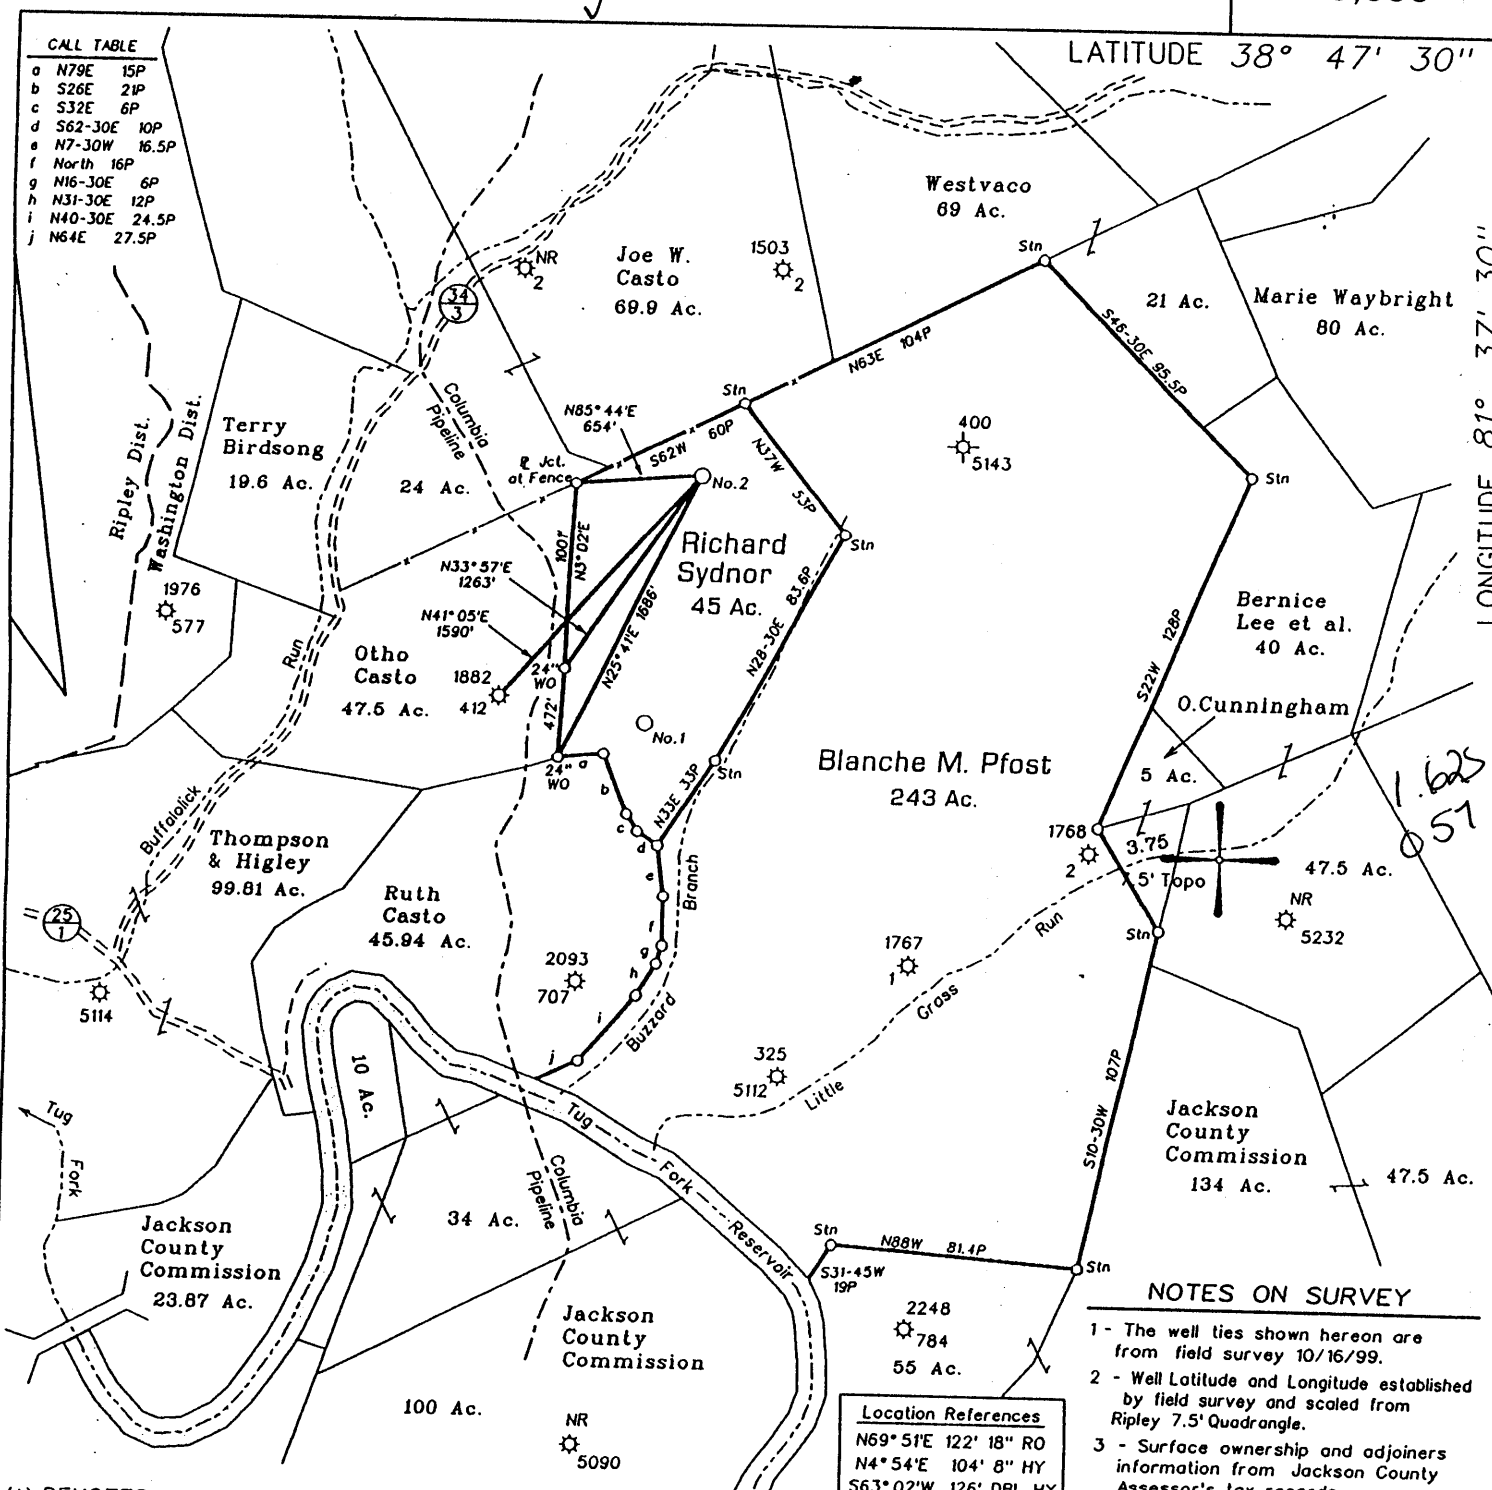 LATITUDE 38° 47' 30"
LONGITUDE 81° 37' 30"
CALL TABLE
a N79E 15P
b S26E 21P
c S32E 6P
d S62-30E 10P
e N7-30W 16.5P
f North 16P
g N16-30E 6P
h N31-30E 12P
i N40-30E 24.5P
j N64E 27.5P
Westvaco
69 Ac.
Joe W.
Casto
69.9 Ac.
NR
2
1503
2
34
3
Stn
21 Ac.
Marie Waybright
80 Ac.
S46-30E 95.5P
N63E 104P
Stn
Columbia
Pipeline
N85°44'E
654'
S62W 60P
Terry
Birdsong
19.6 Ac.
24 Ac.
Ripley Dist.
Washington Dist.
℄ Jct.
at Fence
No.2
N37W 53P
400
5143
Stn
Stn
1001'
N3°02'E
Richard
Sydnor
45 Ac.
N33°57'E
1263'
N41°05'E
1590'
N25°41'E 1686'
N28-30E 83.6P
1976
577
Run
Otho
Casto
47.5 Ac.
1882
412
24"
WO
472'
No.1
Bernice
Lee et al.
40 Ac.
S22W 128P
O.Cunningham
5 Ac.
24"
WO
a
b
c
d
e
f
g
h
i
j
Stn
N33E 33P
Blanche M. Pfost
243 Ac.
1.625
57
1768
2
3.75
7.5' Topo
47.5 Ac.
Buffalolick
Thompson
& Higley
99.81 Ac.
Ruth
Casto
45.94 Ac.
Branch
Buzzard
25
1
5114
2093
707
1767
1
Run
Grass
Little
Stn
NR
5232
325
5112
10 Ac.
Tug
Fork
Tug
Fork
Reservoir
S10-30W 107P
Jackson
County
Commission
134 Ac.
47.5 Ac.
Columbia
Pipeline
34 Ac.
Jackson
County
Commission
23.87 Ac.
Stn
N88W 81.4P
Stn
S31-45W
19P
2248
784
55 Ac.
Jackson
County
Commission
100 Ac.
NR
5090
Location References
N69°51'E 122' 18" RO
N4°54'E 104' 8" HY
S63°02'W 126' DBL HY
NOTES ON SURVEY
1 - The well ties shown hereon are
from field survey 10/16/99.
2 - Well Latitude and Longitude established
by field survey and scaled from
Ripley 7.5' Quadrangle.
3 - Surface ownership and adjoiners
information from Jackson County
Assessor's tax records